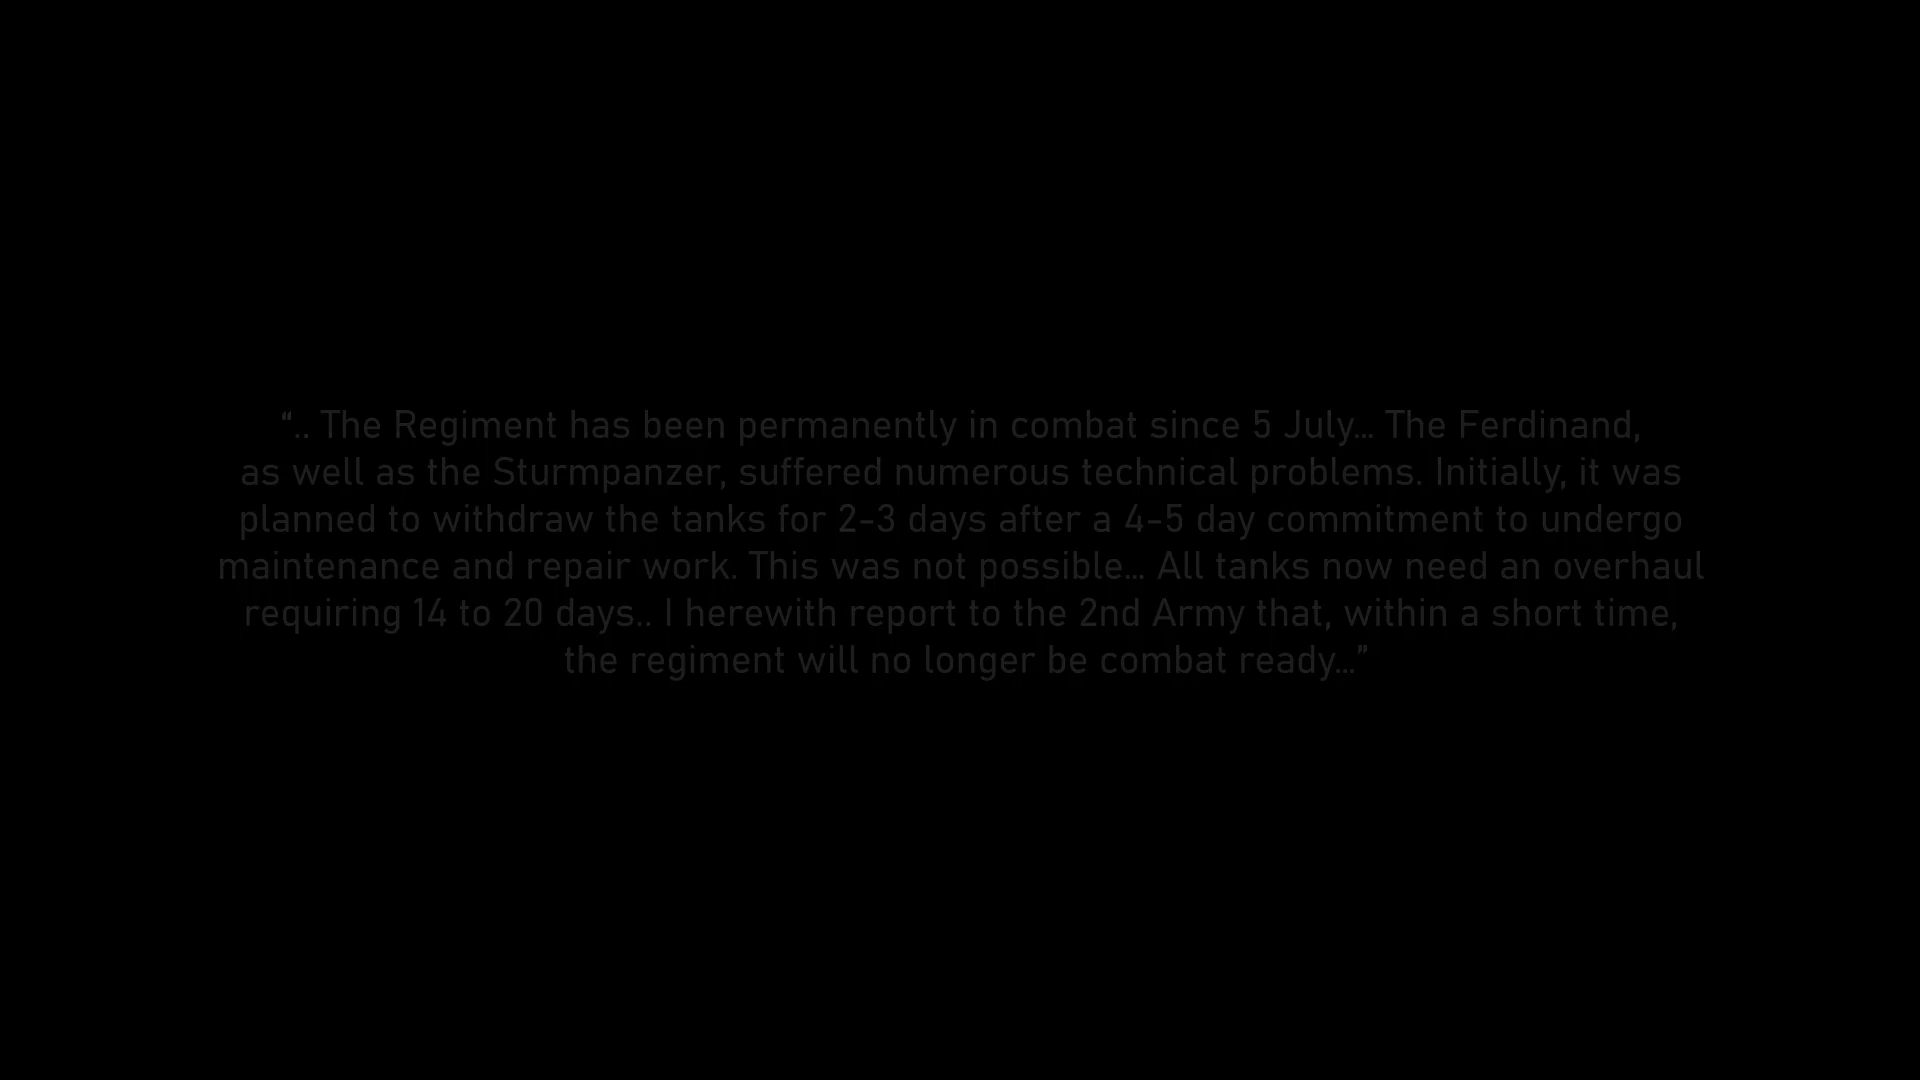 “.. The Regiment has been permanently in combat since 5 July... The Ferdinand,
as well as the Sturmpanzer, suffered numerous technical problems. Initially, it was
planned to withdraw the tanks for 2-3 days after a 4-5 day commitment to undergo
maintenance and repair work. This was not possible... All tanks now need an overhaul
requiring 14 to 20 days.. I herewith report to the 2nd Army that, within a short time,
the regiment will no longer be combat ready...”